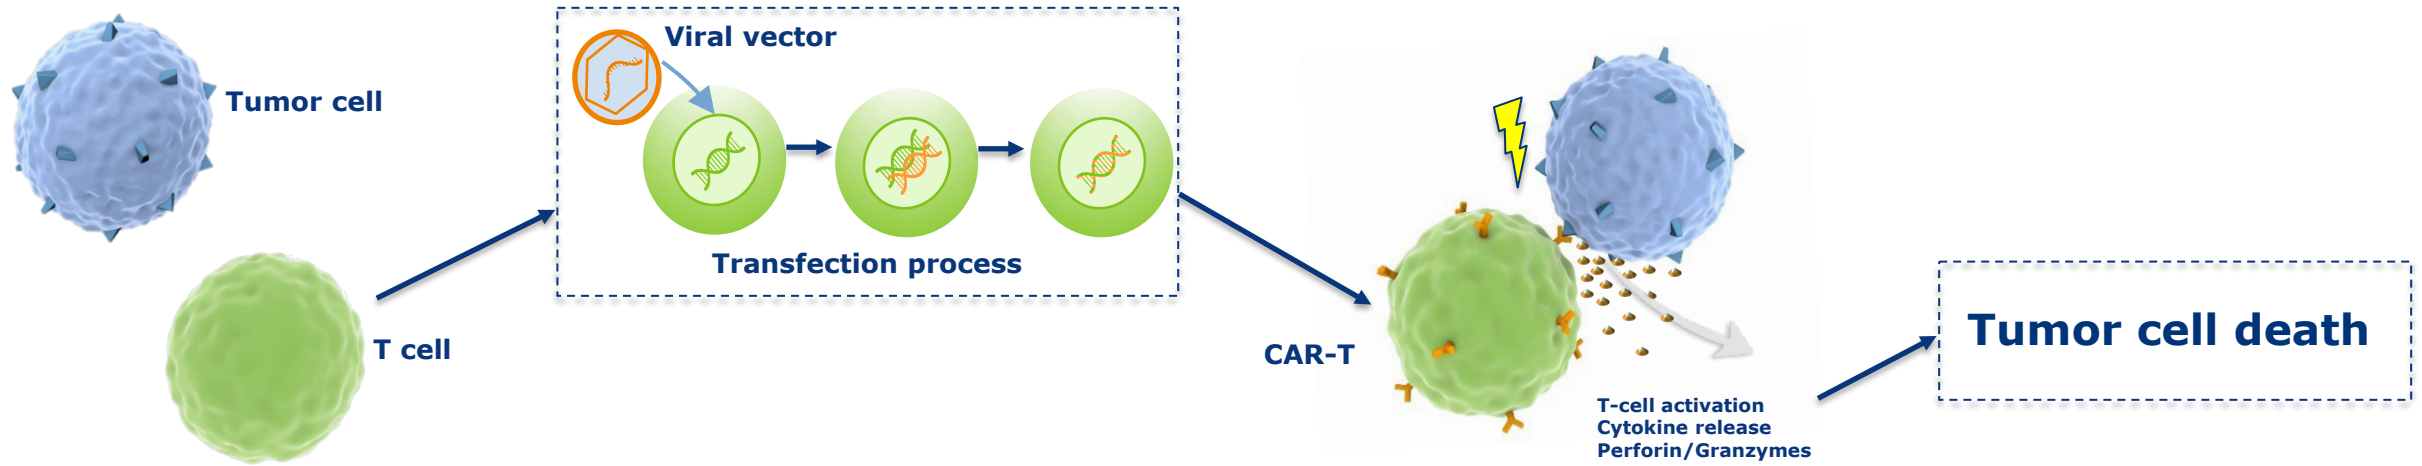 Tumor cell
T cell
Viral vector
Transfection process
CAR-T
T-cell activation
Cytokine release
Perforin/Granzymes
Tumor cell death